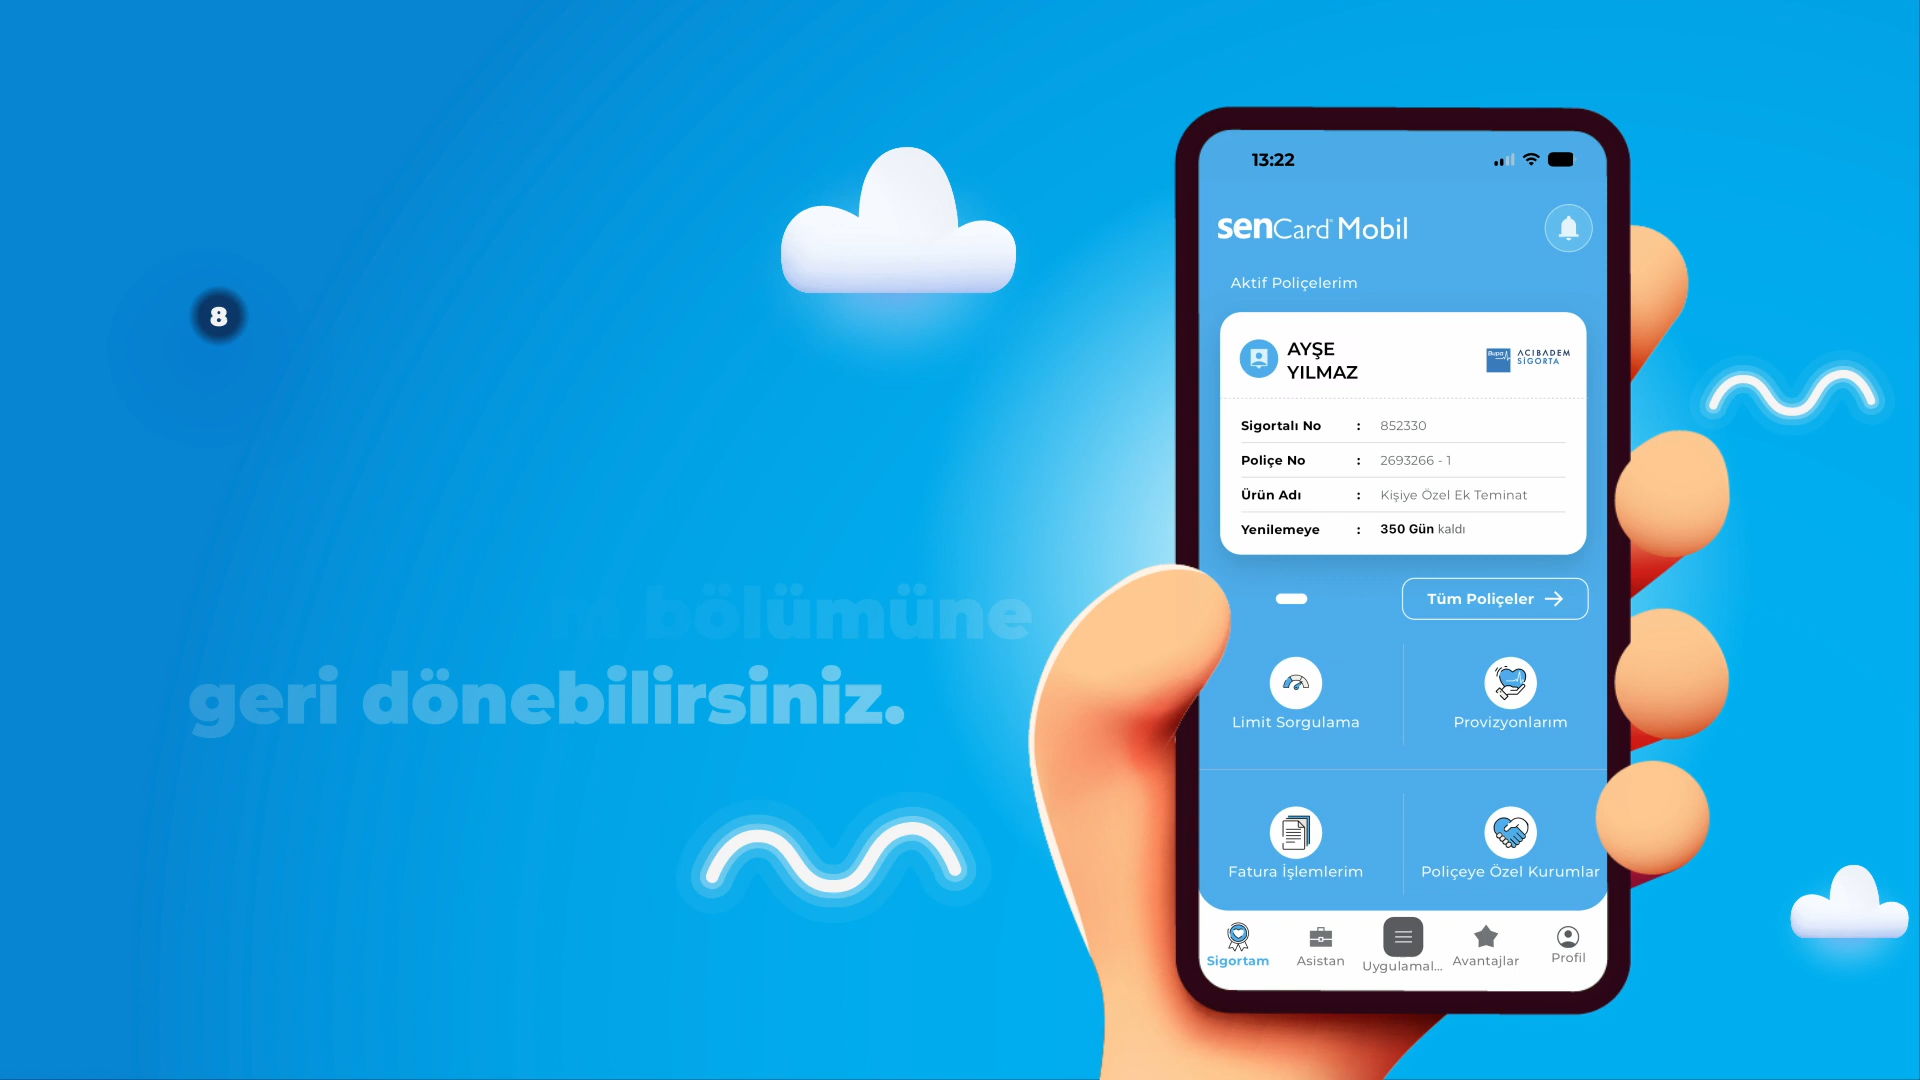 8
bölümüne
geri dönebilirsiniz.
13:22
senCard Mobil
Aktif Poliçelerim
AYŞE
YILMAZ
Bupa ACIBADEM
SİGORTA
Sigortalı No : 852330
Poliçe No : 2693266 - 1
Ürün Adı : Kişiye Özel Ek Teminat
Yenilemeye : 350 Gün kaldı
Tüm Poliçeler
Limit Sorgulama Provizyonlarım
Fatura İşlemlerim Poliçeye Özel Kurumlar
Sigortam Asistan Uygulamal... Avantajlar Profil